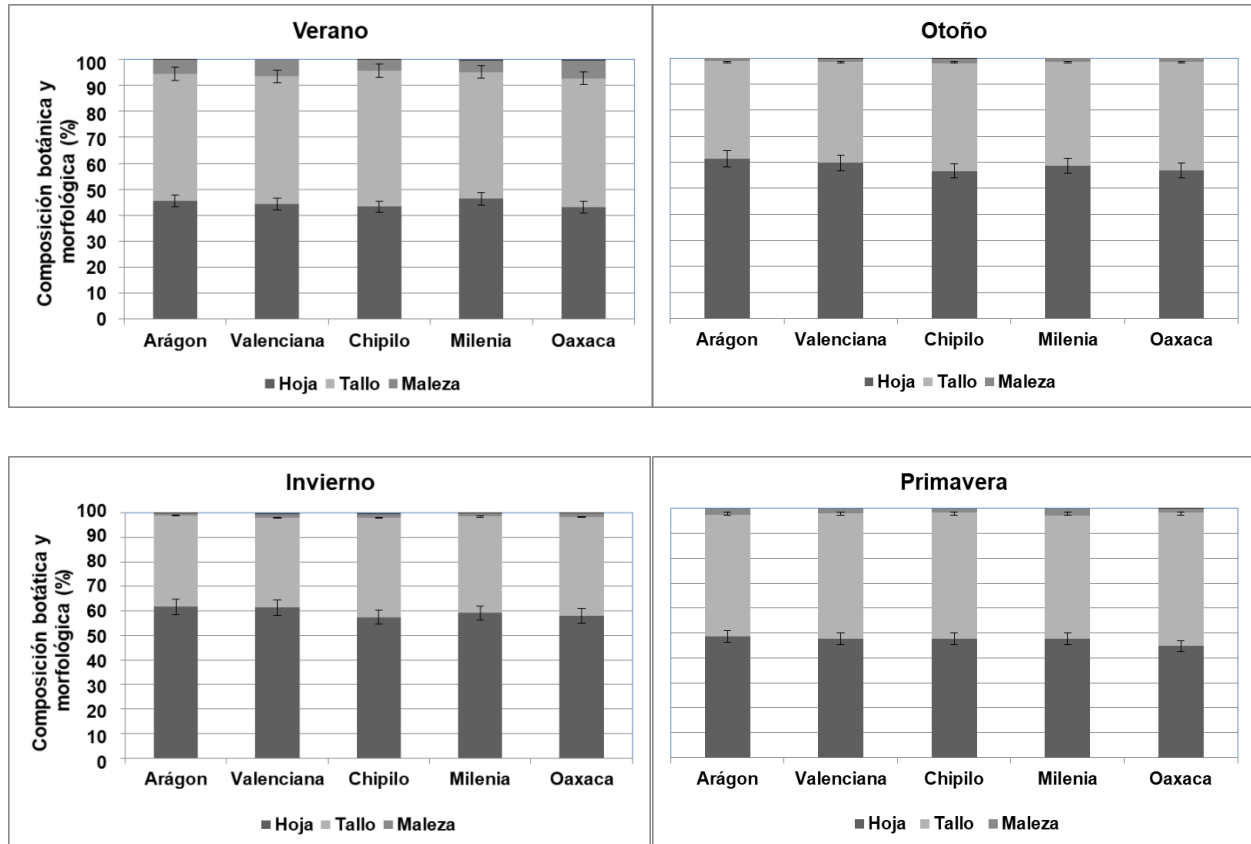 Verano
Composición botánica y
morfológica (%)
100
90
80
70
60
50
40
30
20
10
0
Arágon Valenciana Chipilo Milenia Oaxaca
Hoja Tallo Maleza
Otoño
Arágon Valenciana Chipilo Milenia Oaxaca
Hoja Tallo Maleza
Invierno
Composición botática y
morfológica (%)
100
90
80
70
60
50
40
30
20
10
0
Arágon Valenciana Chipilo Milenia Oaxaca
Hoja Tallo Maleza
Primavera
Arágon Valenciana Chipilo Milenia Oaxaca
Hoja Tallo Maleza